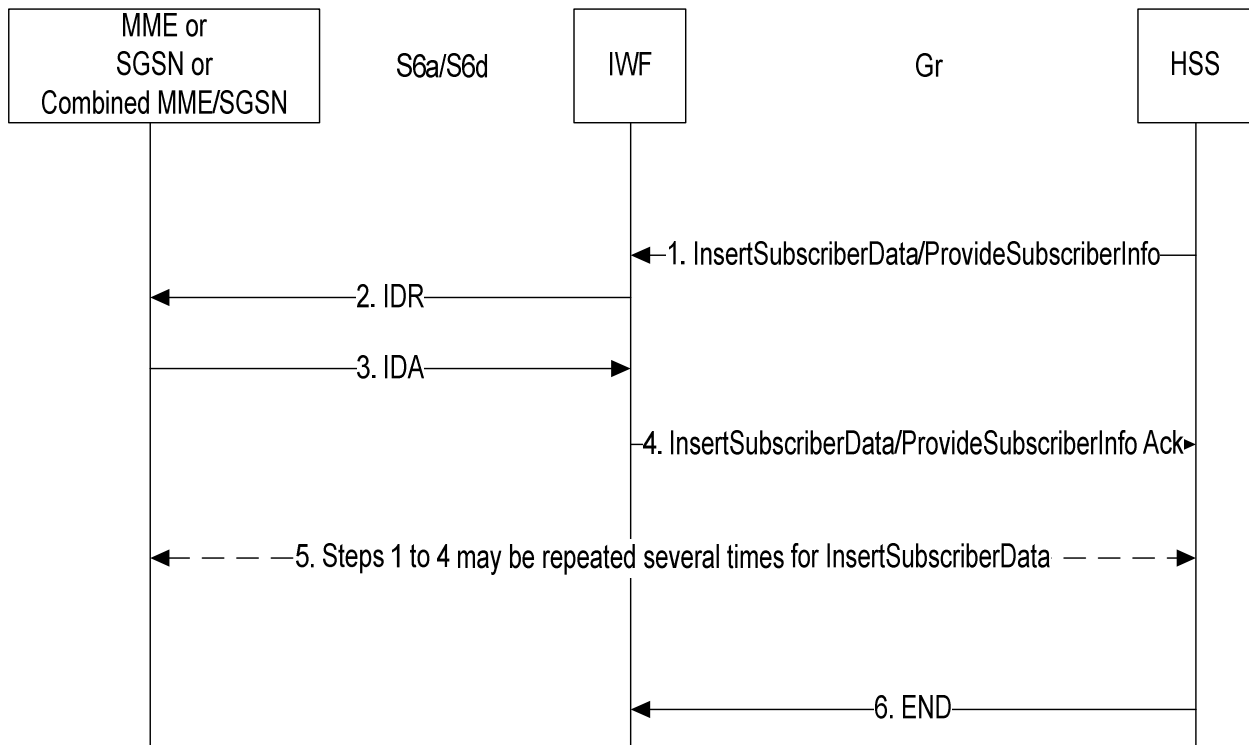 MME or
SGSN or
Combined MME/SGSN
S6a/S6d
IWF
Gr
HSS
1. InsertSubscriberData/ProvideSubscriberInfo
2. IDR
3. IDA
4. InsertSubscriberData/ProvideSubscriberInfo Ack
5. Steps 1 to 4 may be repeated several times for InsertSubscriberData
6. END